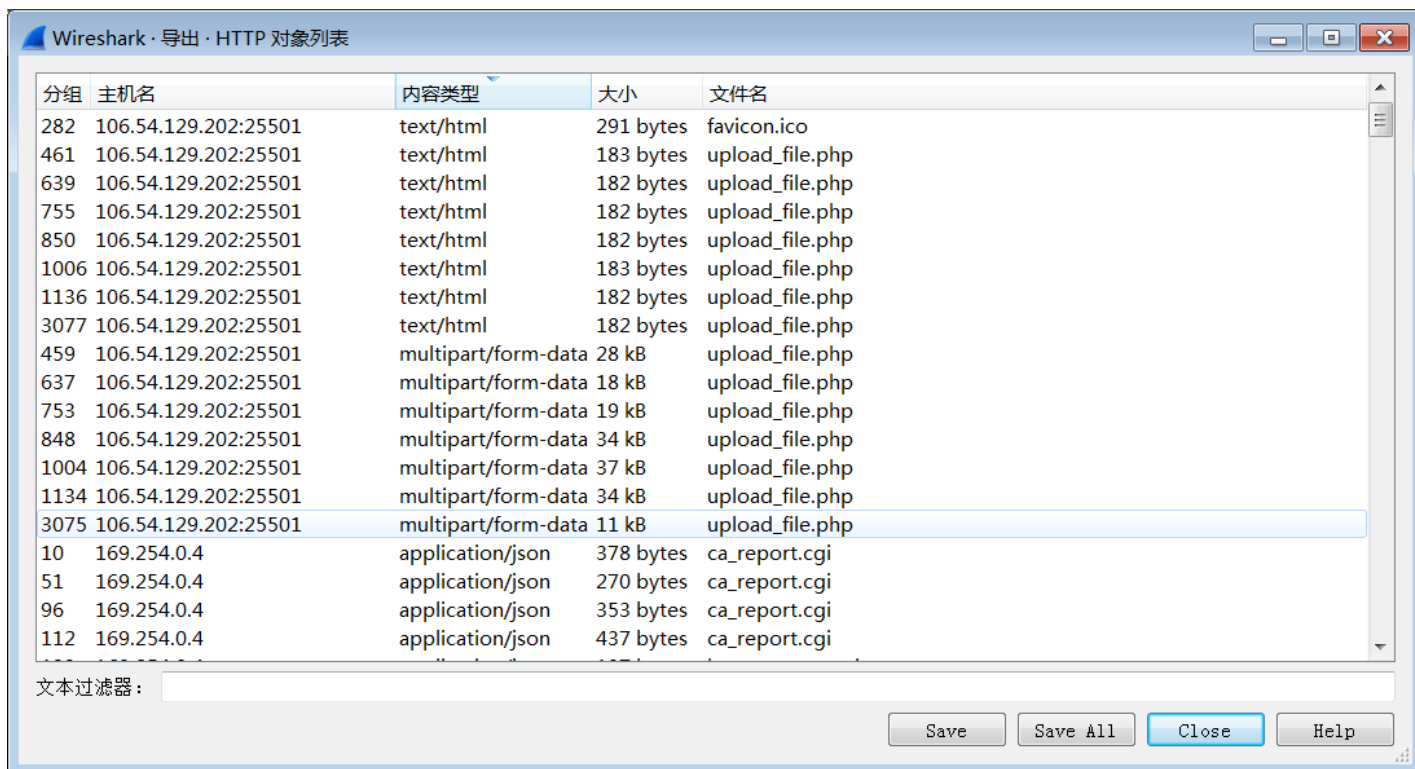 Wireshark · 导出 · HTTP 对象列表
分组 主机名 内容类型 大小 文件名
282 106.54.129.202:25501 text/html 291 bytes favicon.ico
461 106.54.129.202:25501 text/html 183 bytes upload_file.php
639 106.54.129.202:25501 text/html 182 bytes upload_file.php
755 106.54.129.202:25501 text/html 182 bytes upload_file.php
850 106.54.129.202:25501 text/html 182 bytes upload_file.php
1006 106.54.129.202:25501 text/html 183 bytes upload_file.php
1136 106.54.129.202:25501 text/html 182 bytes upload_file.php
3077 106.54.129.202:25501 text/html 182 bytes upload_file.php
459 106.54.129.202:25501 multipart/form-data 28 kB upload_file.php
637 106.54.129.202:25501 multipart/form-data 18 kB upload_file.php
753 106.54.129.202:25501 multipart/form-data 19 kB upload_file.php
848 106.54.129.202:25501 multipart/form-data 34 kB upload_file.php
1004 106.54.129.202:25501 multipart/form-data 37 kB upload_file.php
1134 106.54.129.202:25501 multipart/form-data 34 kB upload_file.php
3075 106.54.129.202:25501 multipart/form-data 11 kB upload_file.php
10 169.254.0.4 application/json 378 bytes ca_report.cgi
51 169.254.0.4 application/json 270 bytes ca_report.cgi
96 169.254.0.4 application/json 353 bytes ca_report.cgi
112 169.254.0.4 application/json 437 bytes ca_report.cgi
文本过滤器:
Save Save All Close Help